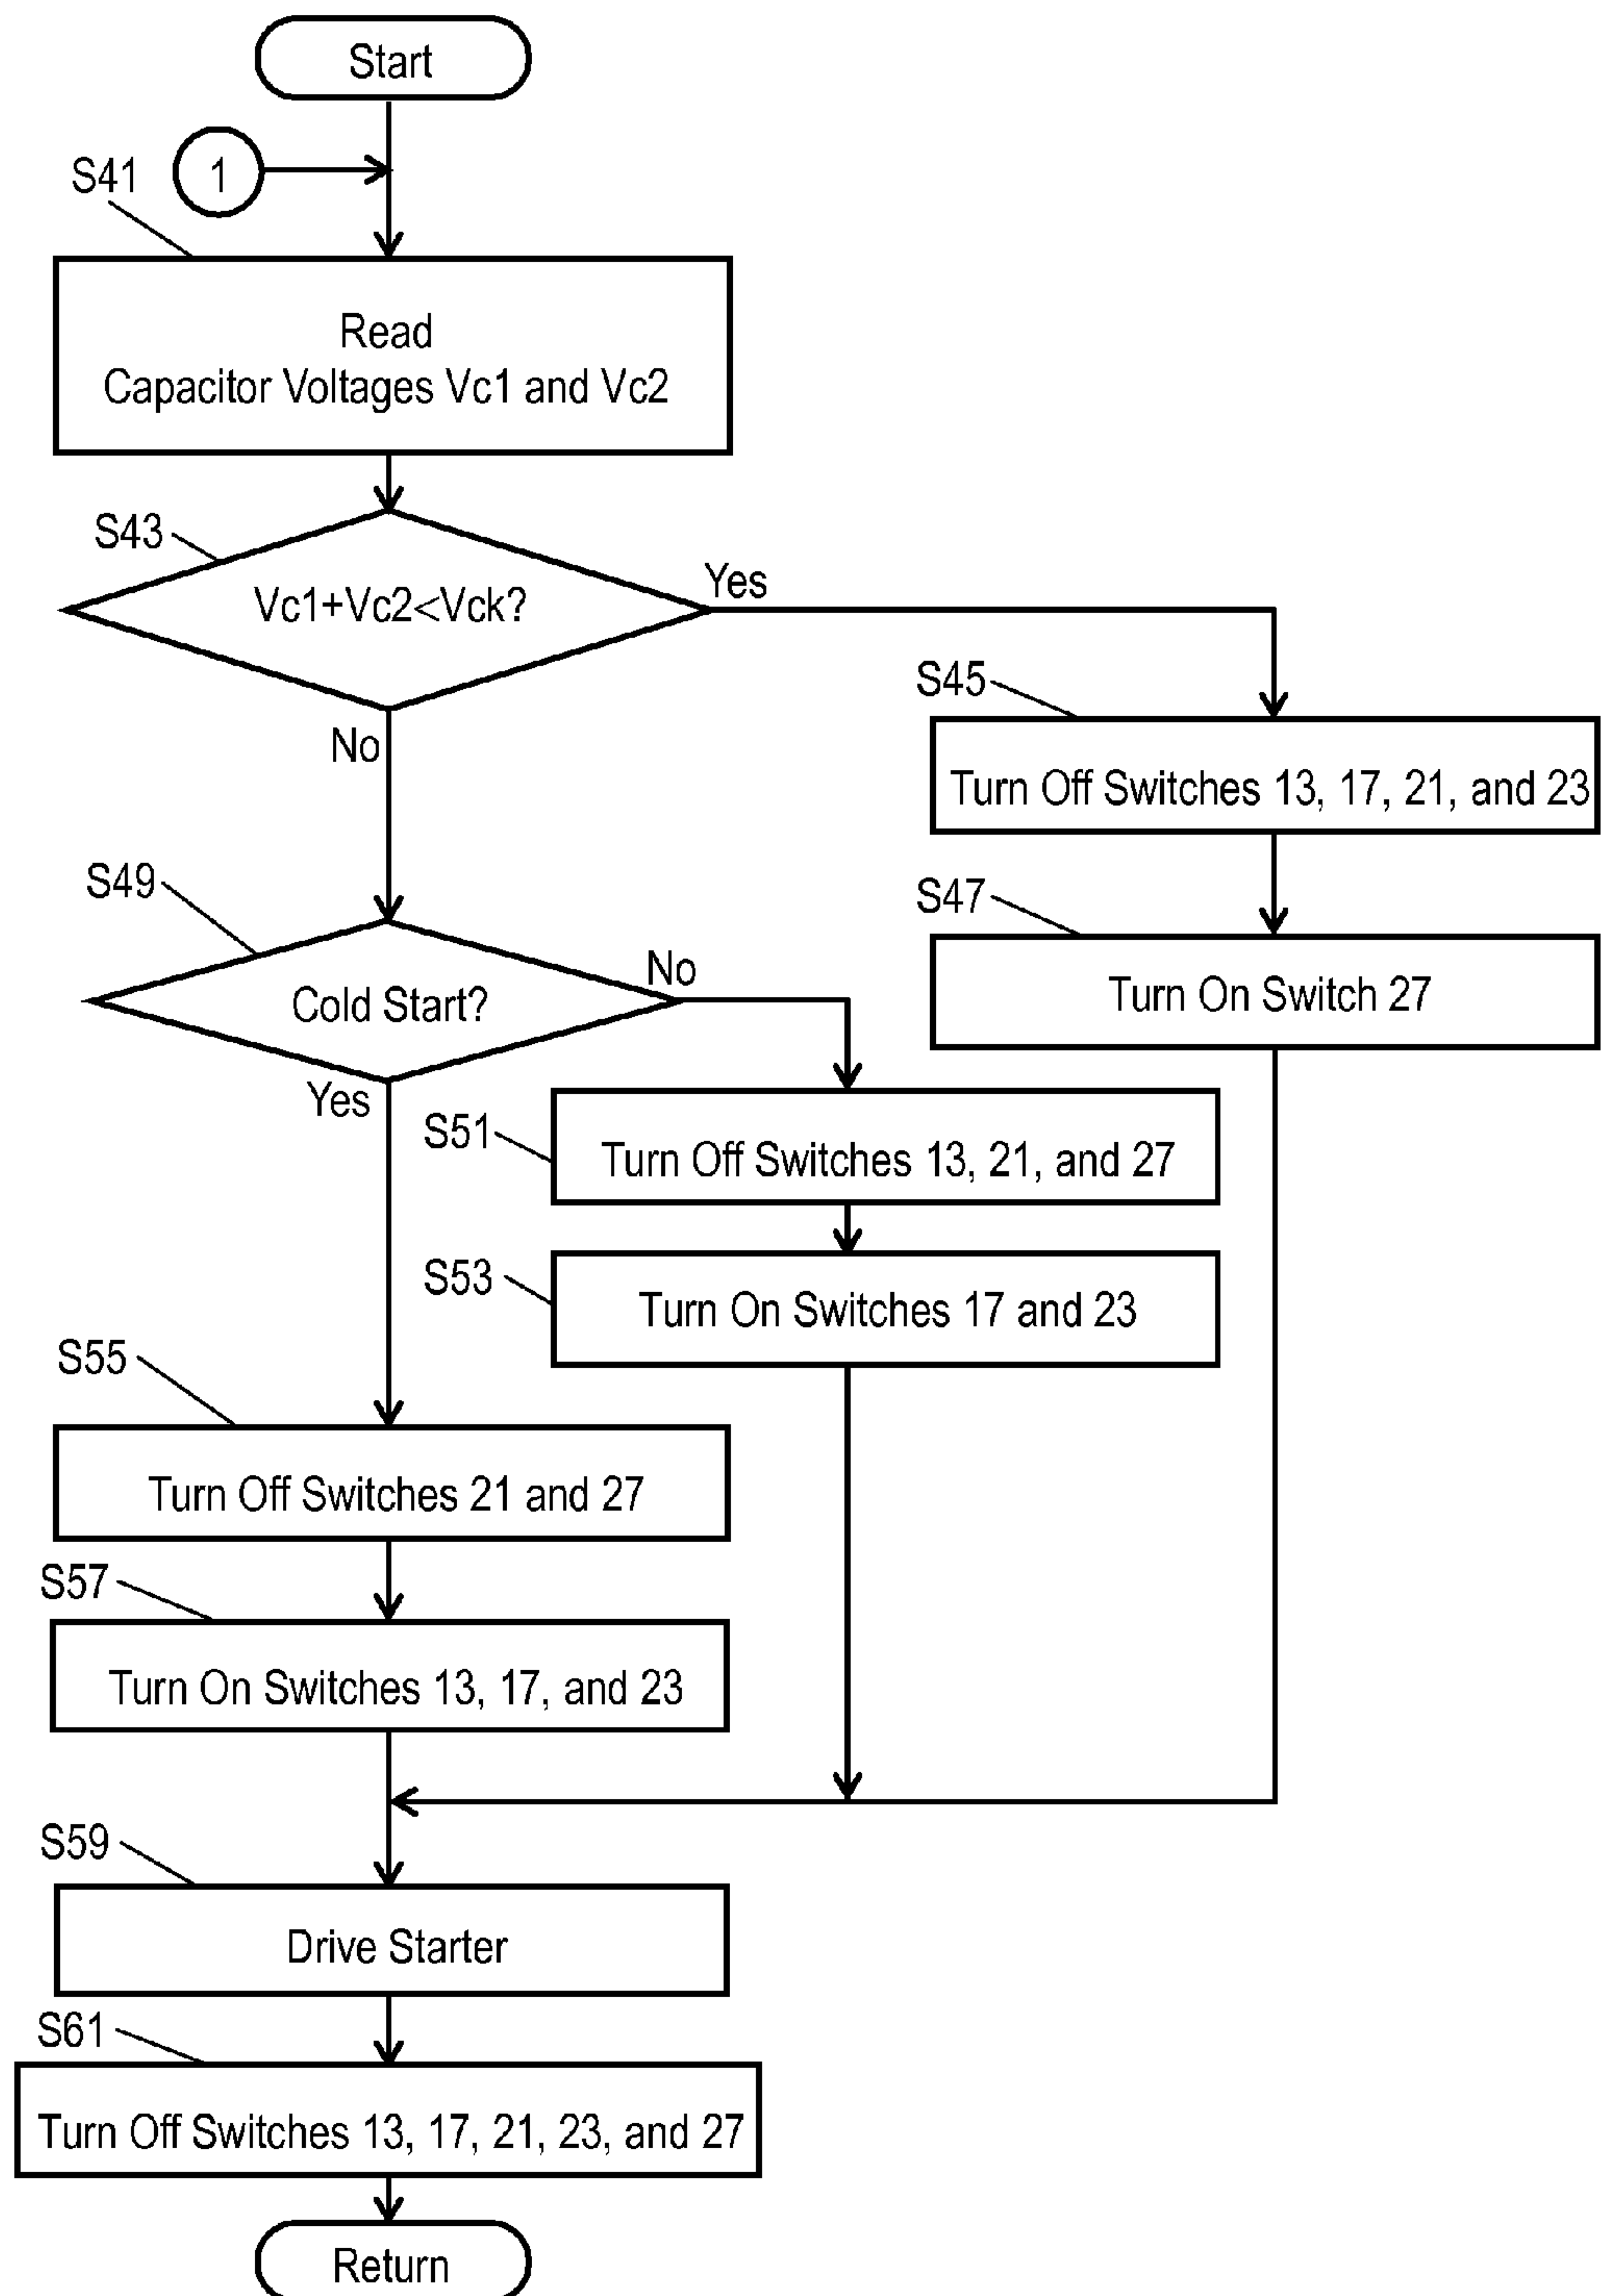 Start
1
S41
Read
Capacitor Voltages Vc1 and Vc2
S43
Vc1+Vc2<Vck?
Yes
No
S45
Turn Off Switches 13, 17, 21, and 23
S47
Turn On Switch 27
S49
Cold Start?
No
Yes
S51
Turn Off Switches 13, 21, and 27
S53
Turn On Switches 17 and 23
S55
Turn Off Switches 21 and 27
S57
Turn On Switches 13, 17, and 23
S59
Drive Starter
S61
Turn Off Switches 13, 17, 21, 23, and 27
Return